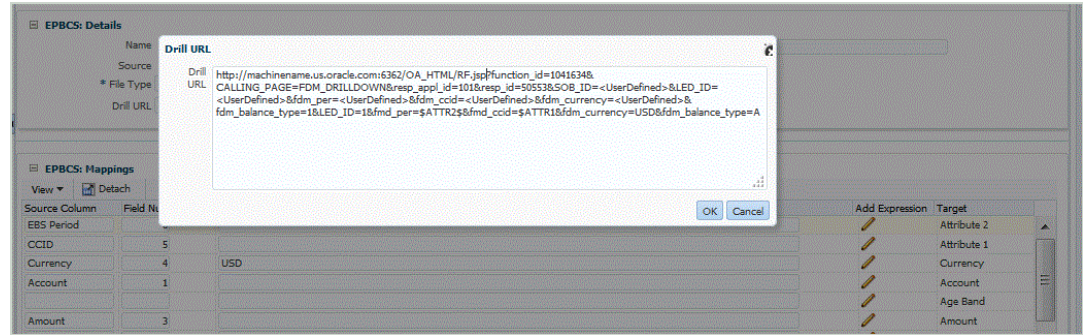 EPBCS: Details
Name
Source
* File Type
Drill URL
Drill URL
Drill URL
http://machinename.us.oracle.com:6362/OA_HTML/RF.jsp?function_id=1041634&
CALLING_PAGE=FDM_DRILLDOWN&resp_appl_id=101&resp_id=50553&SOB_ID=<UserDefined>&LED_ID=
<UserDefined>&fdm_per=<UserDefined>&fdm_ccid=<UserDefined>&fdm_currency=<UserDefined>&
fdm_balance_type=1&LED_ID=1&fmd_per=$ATTR2$&fmd_ccid=$ATTR1&fdm_currency=USD&fdm_balance_type=A
OK Cancel
EPBCS: Mappings
View Detach
Source Column Field Nu Add Expression Target
EBS Period Attribute 2
CCID 5 Attribute 1
Currency 4 USD Currency
Account 1 Account
Age Band
Amount 3 Amount